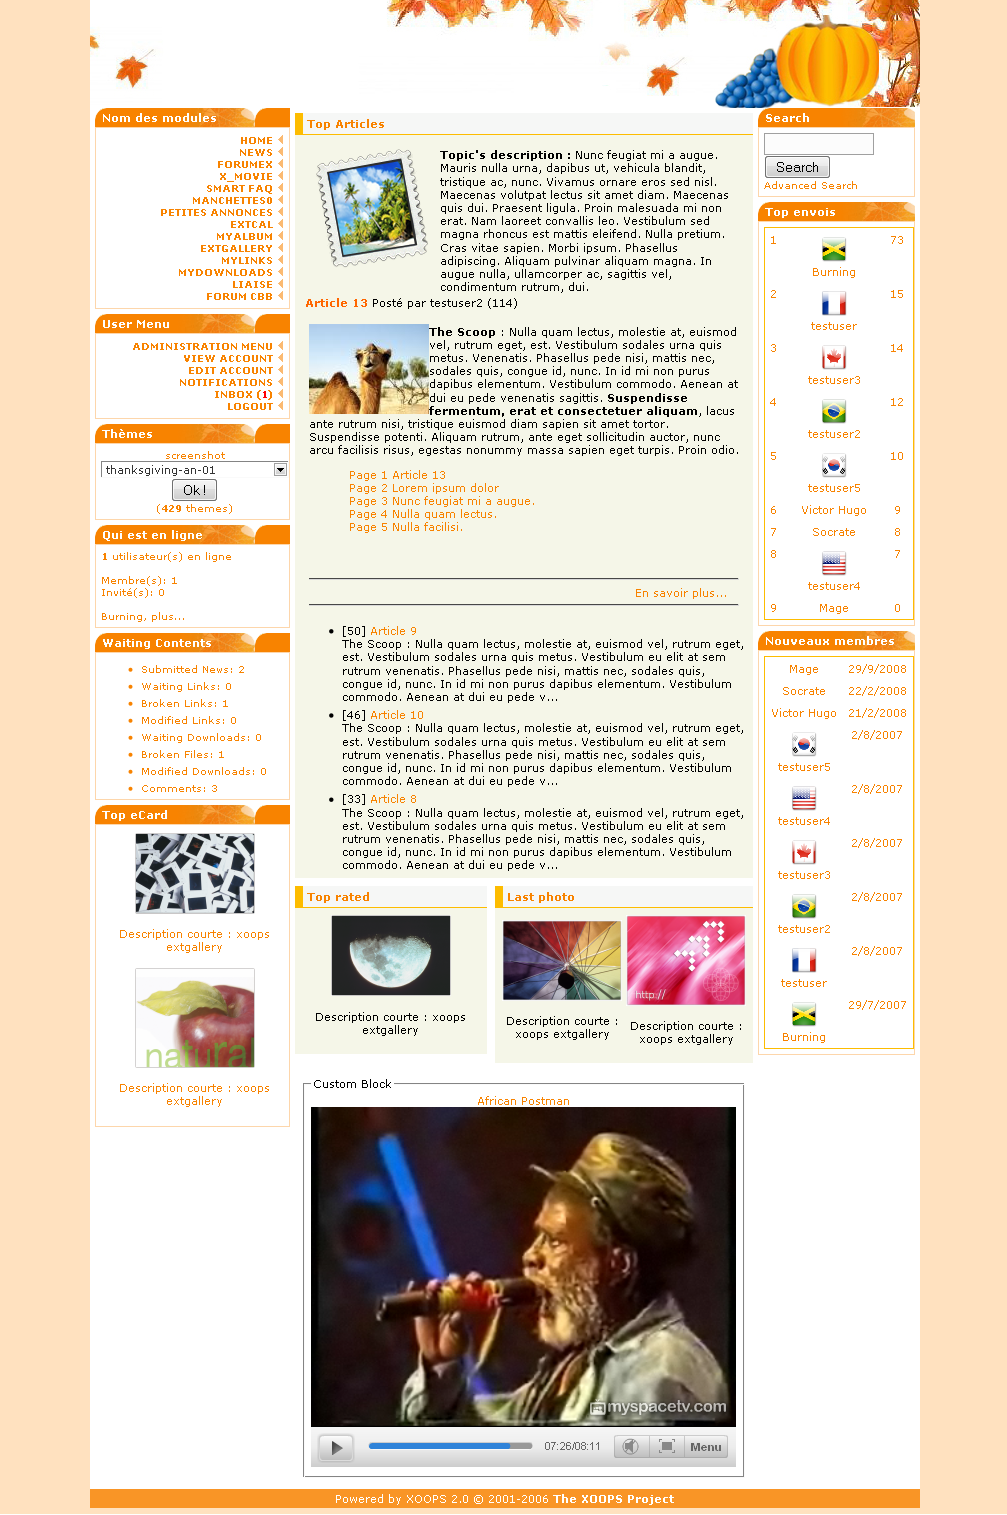 Nom des modules
HOME
NEWS
FORUMEX
X_MOVIE
SMART FAQ
MANCHETTES0
PETITES ANNONCES
EXTCAL
MYALBUM
EXTGALLERY
MYLINKS
MYDOWNLOADS
LIAISE
FORUM CBB
User Menu
ADMINISTRATION MENU
VIEW ACCOUNT
EDIT ACCOUNT
NOTIFICATIONS
INBOX (1)
LOGOUT
Thèmes
screenshot
thanksgiving-an-01
Ok!
(429 themes)
Qui est en ligne
1 utilisateur(s) en ligne
Membre(s): 1
Invité(s): 0
Burning, plus...
Waiting Contents
Submitted News: 2
Waiting Links: 0
Broken Links: 1
Modified Links: 0
Waiting Downloads: 0
Broken Files: 1
Modified Downloads: 0
Comments: 3
Top eCard
Description courte : xoops
extgallery
natural
Description courte : xoops
extgallery
Top Articles
Topic's description : Nunc feugiat mi a augue.
Mauris nulla urna, dapibus ut, vehicula blandit,
tristique ac, nunc. Vivamus ornare eros sed nisl.
Maecenas volutpat lectus sit amet diam. Maecenas
quis dui. Praesent ligula. Proin malesuada mi non
erat. Nam laoreet convallis leo. Vestibulum sed
magna rhoncus est mattis eleifend. Nulla pretium.
Cras vitae sapien. Morbi ipsum. Phasellus
adipiscing. Aliquam pulvinar aliquam magna. In
augue nulla, ullamcorper ac, sagittis vel,
condimentum rutrum, dui.
Article 13 Posté par testuser2 (114)
The Scoop : Nulla quam lectus, molestie at, euismod
vel, rutrum eget, est. Vestibulum sodales urna quis
metus. Venenatis. Phasellus pede nisi, mattis nec,
sodales quis, congue id, nunc. In id mi non purus
dapibus elementum. Vestibulum commodo. Aenean at
dui eu pede venenatis sagittis. Suspendisse
fermentum, erat et consectetuer aliquam, lacus
ante rutrum nisi, tristique euismod diam sapien sit amet tortor.
Suspendisse potenti. Aliquam rutrum, ante eget sollicitudin auctor, nunc
arcu facilisis risus, egestas nonummy massa sapien eget turpis. Proin odio.
Page 1 Article 13
Page 2 Lorem ipsum dolor
Page 3 Nunc feugiat mi a augue.
Page 4 Nulla quam lectus.
Page 5 Nulla facilisi.
En savoir plus...
[50] Article 9
The Scoop : Nulla quam lectus, molestie at, euismod vel, rutrum eget,
est. Vestibulum sodales urna quis metus. Vestibulum eu elit at sem
rutrum venenatis. Phasellus pede nisi, mattis nec, sodales quis,
congue id, nunc. In id mi non purus dapibus elementum. Vestibulum
commodo. Aenean at dui eu pede v...
[46] Article 10
The Scoop : Nulla quam lectus, molestie at, euismod vel, rutrum eget,
est. Vestibulum sodales urna quis metus. Vestibulum eu elit at sem
rutrum venenatis. Phasellus pede nisi, mattis nec, sodales quis,
congue id, nunc. In id mi non purus dapibus elementum. Vestibulum
commodo. Aenean at dui eu pede v...
[33] Article 8
The Scoop : Nulla quam lectus, molestie at, euismod vel, rutrum eget,
est. Vestibulum sodales urna quis metus. Vestibulum eu elit at sem
rutrum venenatis. Phasellus pede nisi, mattis nec, sodales quis,
congue id, nunc. In id mi non purus dapibus elementum. Vestibulum
commodo. Aenean at dui eu pede v...
Top rated
Description courte : xoops
extgallery
Last photo
Description courte :
xoops extgallery
http://
Description courte :
xoops extgallery
Custom Block
African Postman
myspacetv.com
07:26/08:11
Menu
Search
Search
Advanced Search
Top envois
1 73
Burning
2 15
testuser
3 14
testuser3
4 12
testuser2
5 10
testuser5
6 Victor Hugo 9
7 Socrate 8
8 7
testuser4
9 Mage 0
Nouveaux membres
Mage 29/9/2008
Socrate 22/2/2008
Victor Hugo 21/2/2008
2/8/2007
testuser5
2/8/2007
testuser4
2/8/2007
testuser3
2/8/2007
testuser2
2/8/2007
testuser
29/7/2007
Burning
Powered by XOOPS 2.0 © 2001-2006 The XOOPS Project